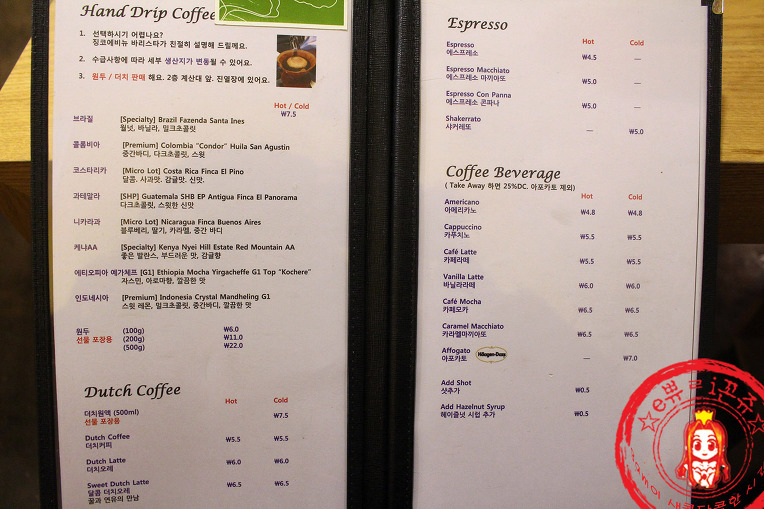 Hand Drip Coffee
1. 선택하시기 어렵나요?
징코에비뉴 바리스타가 친절히 설명해 드릴께요.
2. 수급사항에 따라 세부 생산지가 변동될 수 있어요.
3. 원두 / 더치 판매 해요. 2층 계산대 앞. 진열장에 있어요.
Hot / Cold
₩7.5
브라질 [Specialty] Brazil Fazenda Santa Ines
월넛, 바닐라, 밀크초콜릿
콜롬비아 [Premium] Colombia "Condor" Huila San Agustin
중간바디, 다크초콜릿, 스윗
코스타리카 [Micro Lot] Costa Rica Finca El Pino
달콤. 사과맛. 감귤맛. 신맛.
과테말라 [SHP] Guatemala SHB EP Antigua Finca El Panorama
다크초콜릿, 스윗한 신맛
니카라과 [Micro Lot] Nicaragua Finca Buenos Aires
블루베리, 딸기, 카라멜, 중간 바디
케냐AA [Specialty] Kenya Nyei Hill Estate Red Mountain AA
좋은 발란스, 부드러운 맛, 감귤향
에티오피아 예가체프 [G1] Ethiopia Mocha Yirgacheffe G1 Top "Kochere"
자스민, 아로마향, 깔끔한 맛
인도네시아 [Premium] Indonesia Crystal Mandheling G1
스윗 레몬, 밀크초콜릿, 중간바디, 깔끔한 맛
원두 (100g) ₩6.0
선물 포장용 (200g) ₩11.0
(500g) ₩22.0
Dutch Coffee
Hot Cold
더치원액 (500ml) ₩7.5
선물 포장용
Dutch Coffee ₩5.5 ₩5.5
더치커피
Dutch Latte ₩6.0 ₩6.0
더치오레
Sweet Dutch Latte ₩6.5 ₩6.5
달콤 더치오레
꿀과 연유의 만남
Espresso
Hot Cold
Espresso ₩4.5 —
에스프레소
Espresso Macchiato ₩5.0 —
에스프레소 마끼아또
Espresso Con Panna ₩5.0 —
에스프레소 콘파나
Shakerrato — ₩5.0
샤커레또
Coffee Beverage
( Take Away 하면 25%DC. 아포카토 제외)
Hot Cold
Americano ₩4.8 ₩4.8
아메리카노
Cappuccino ₩5.5 ₩5.5
카푸치노
Café Latte ₩5.5 ₩5.5
카페라떼
Vanilla Latte ₩6.0 ₩6.0
바닐라라떼
Café Mocha ₩6.5 ₩6.5
카페모카
Caramel Macchiato ₩6.5 ₩6.5
카라멜마끼아또
Affogato Häagen-Dazs — ₩7.0
아포카토
Add Shot ₩0.5
샷추가
Add Hazelnut Syrup ₩0.5
헤이즐넛 시럽 추가